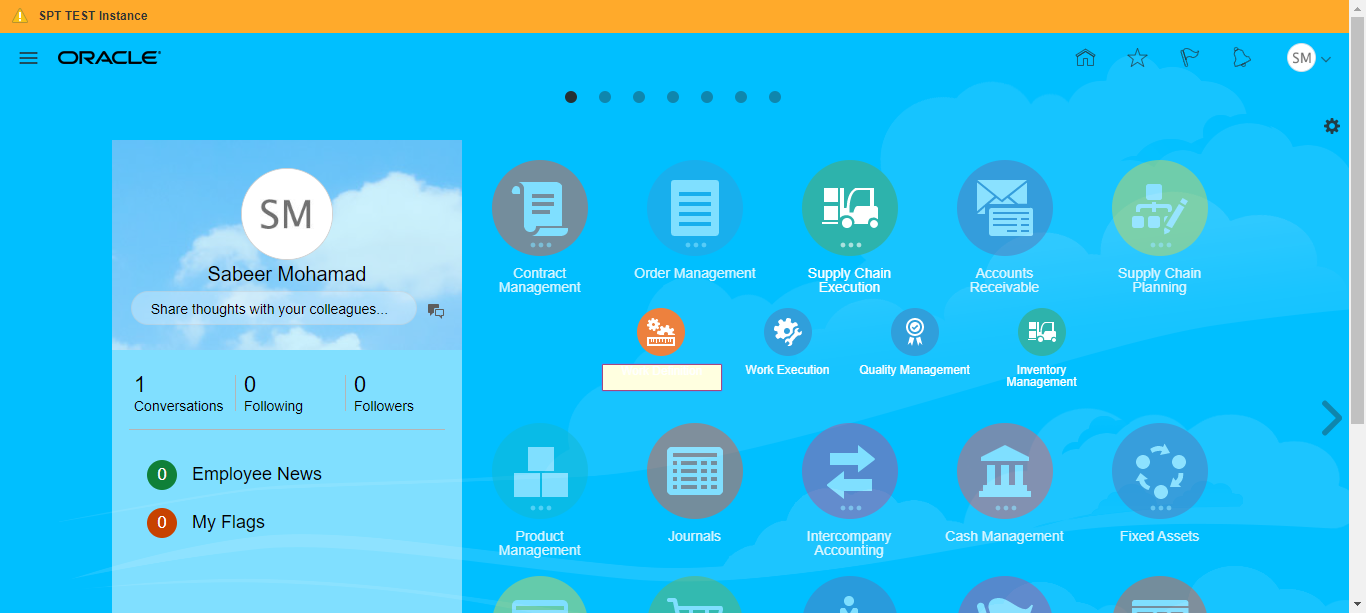 SPT TEST Instance
ORACLE
SM
SM
Sabeer Mohamad
Share thoughts with your colleagues...
1
Conversations
0
Following
0
Followers
0 Employee News
0 My Flags
Contract
Management
Order Management
Supply Chain
Execution
Accounts
Receivable
Supply Chain
Planning
Work Execution
Quality Management
Inventory
Management
Product
Management
Journals
Intercompany
Accounting
Cash Management
Fixed Assets